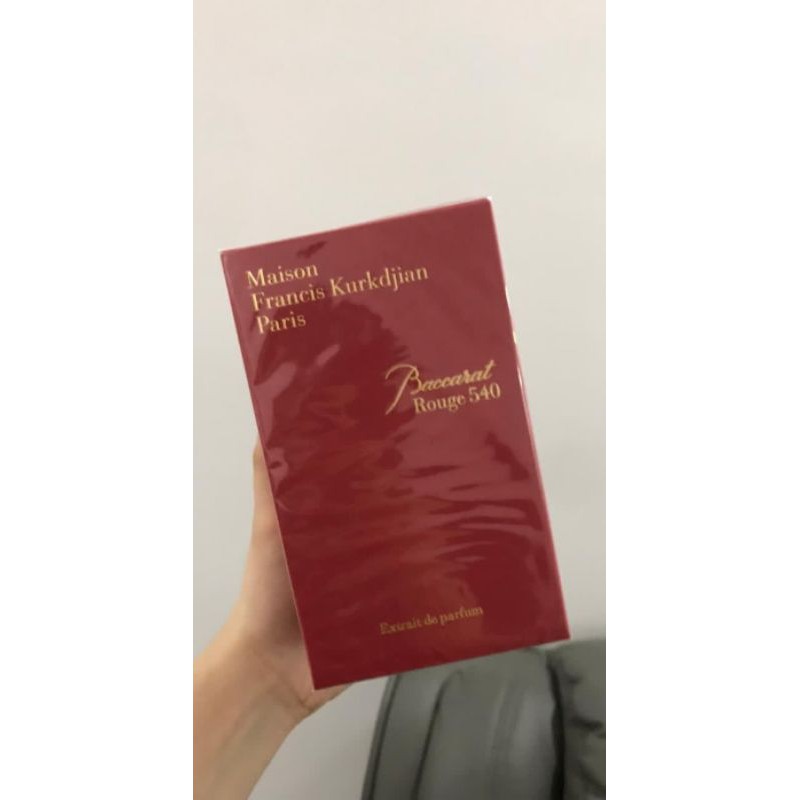 Maison
Francis Kurkdjian
Paris
Baccarat
Rouge 540
Extrait de parfum